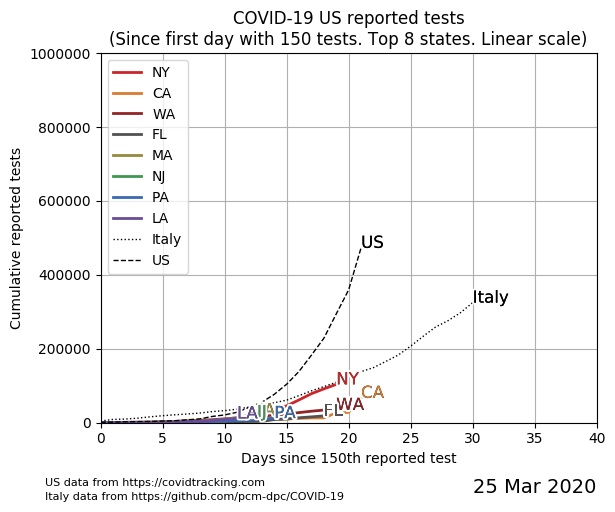 COVID-19 US reported tests
(Since first day with 150 tests. Top 8 states. Linear scale)
1000000
800000
600000
400000
200000
0
Cumulative reported tests
NY
CA
WA
FL
MA
NJ
PA
LA
Italy
US
US
Italy
NY
CA
WA
FL
LA
NJ
MA
PA
0 5 10 15 20 25 30 35 40
Days since 150th reported test
US data from https://covidtracking.com
Italy data from https://github.com/pcm-dpc/COVID-19
25 Mar 2020